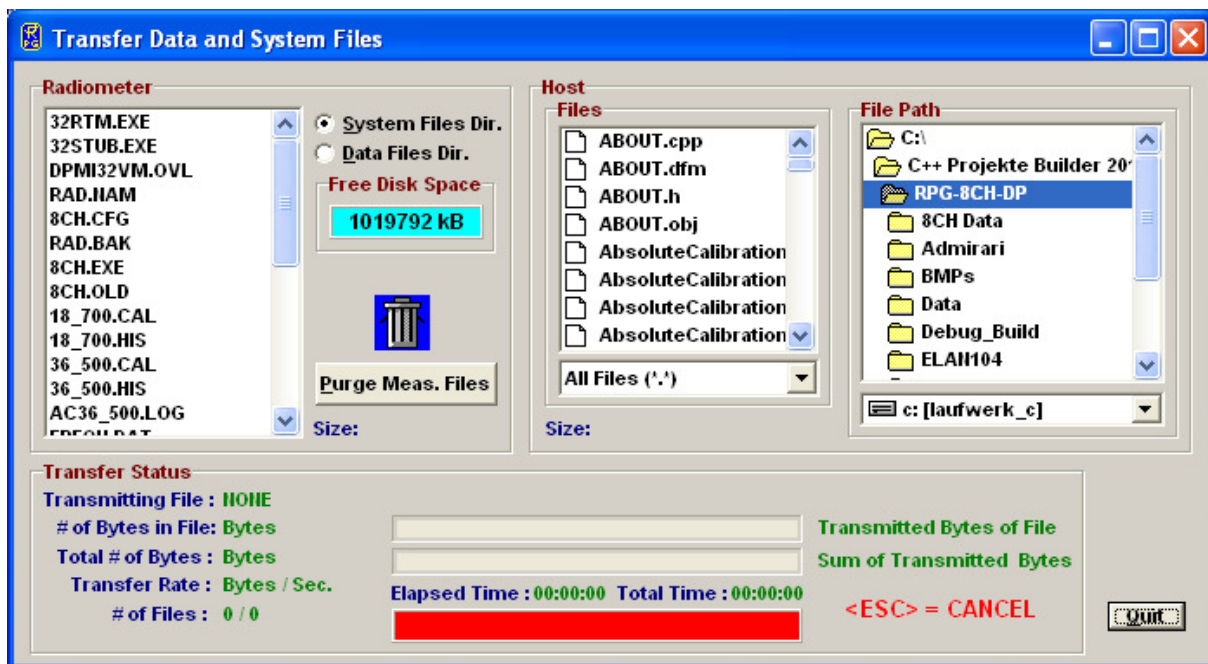 Transfer Data and System Files
Radiometer
32RTM.EXE
32STUB.EXE
DPMI32VM.OVL
RAD.NAM
8CH.CFG
RAD.BAK
8CH.EXE
8CH.OLD
18_700.CAL
18_700.HIS
36_500.CAL
36_500.HIS
AC36_500.LOG
System Files Dir.
Data Files Dir.
Free Disk Space
1019792 kB
Purge Meas. Files
Size:
Host
Files
ABOUT.cpp
ABOUT.dfm
ABOUT.h
ABOUT.obj
AbsoluteCalibration
AbsoluteCalibration
AbsoluteCalibration
AbsoluteCalibration
All Files (*.*)
Size:
File Path
C:\
C++ Projekte Builder 20
RPG-8CH-DP
8CH Data
Admirari
BMPs
Data
Debug_Build
ELAN104
c: [laufwerk_c]
Transfer Status
Transmitting File : NONE
# of Bytes in File: Bytes
Total # of Bytes : Bytes
Transfer Rate : Bytes / Sec.
# of Files : 0 / 0
Transmitted Bytes of File
Sum of Transmitted Bytes
Elapsed Time : 00:00:00 Total Time : 00:00:00
<ESC> = CANCEL
Quit